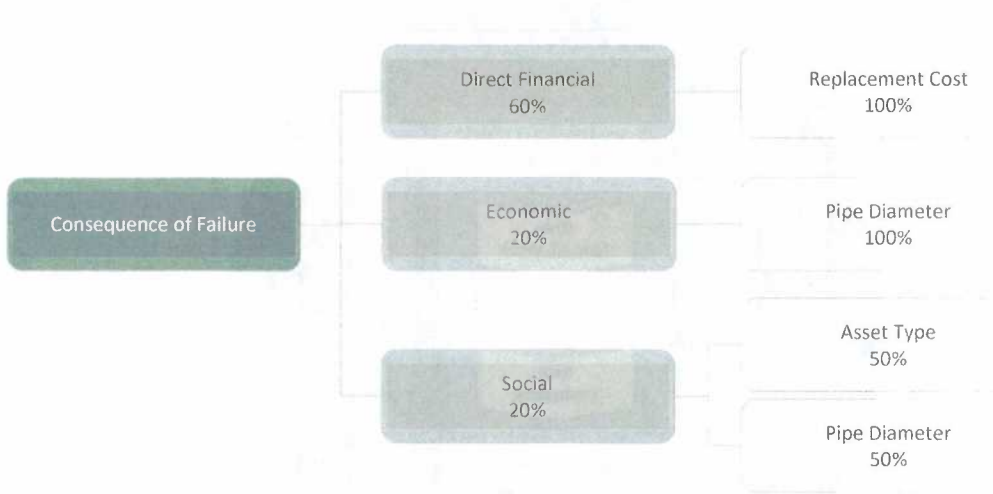 Direct Financial
60%
Replacement Cost
100%
Consequence of Failure
Economic
20%
Pipe Diameter
100%
Asset Type
50%
Social
20%
Pipe Diameter
50%